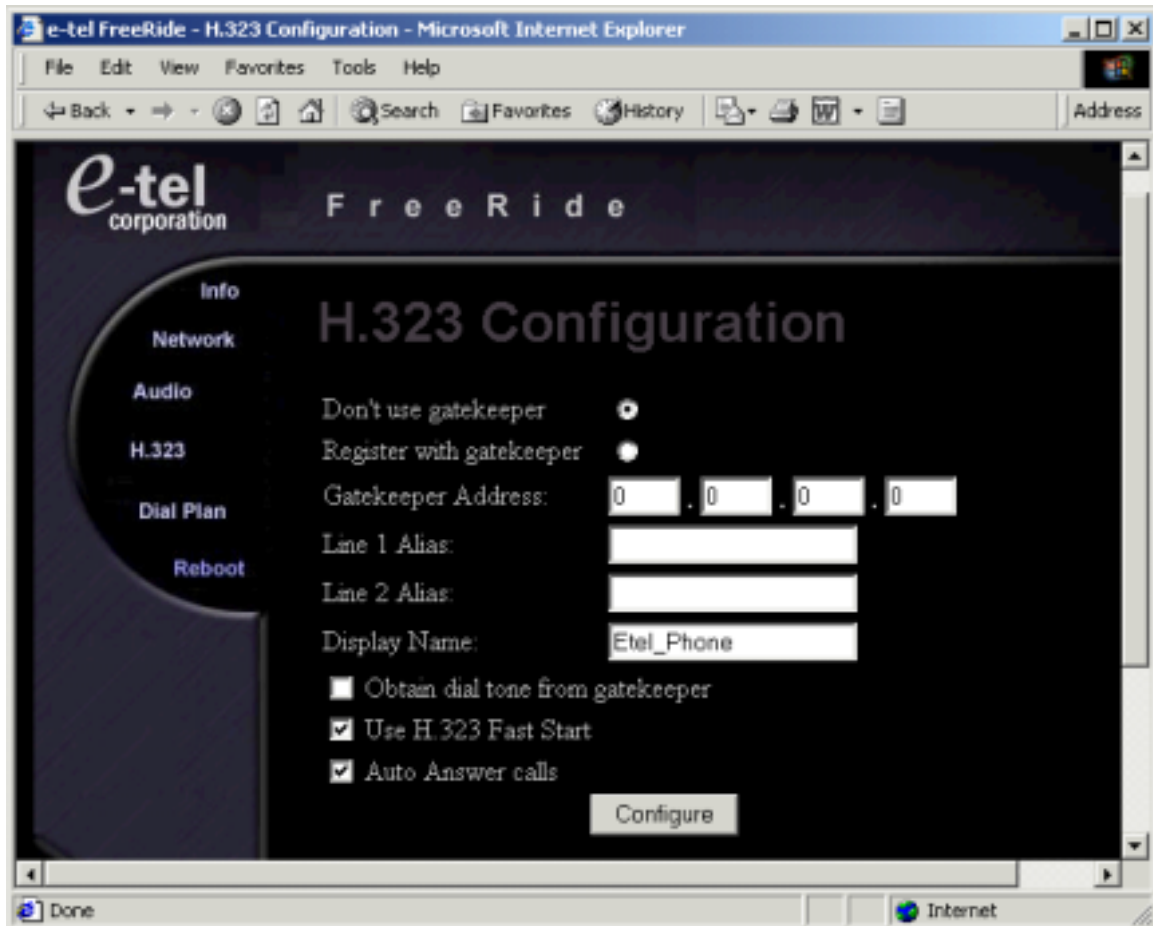 e-tel FreeRide - H.323 Configuration - Microsoft Internet Explorer
File Edit View Favorites Tools Help
Back Search Favorites History Address
e-tel
corporation
FreeRide
Info
Network
Audio
H.323
Dial Plan
Reboot
H.323 Configuration
Don't use gatekeeper
Register with gatekeeper
Gatekeeper Address: 0 . 0 . 0 . 0
Line 1 Alias:
Line 2 Alias:
Display Name: Etel_Phone
Obtain dial tone from gatekeeper
Use H.323 Fast Start
Auto Answer calls
Configure
Done Internet